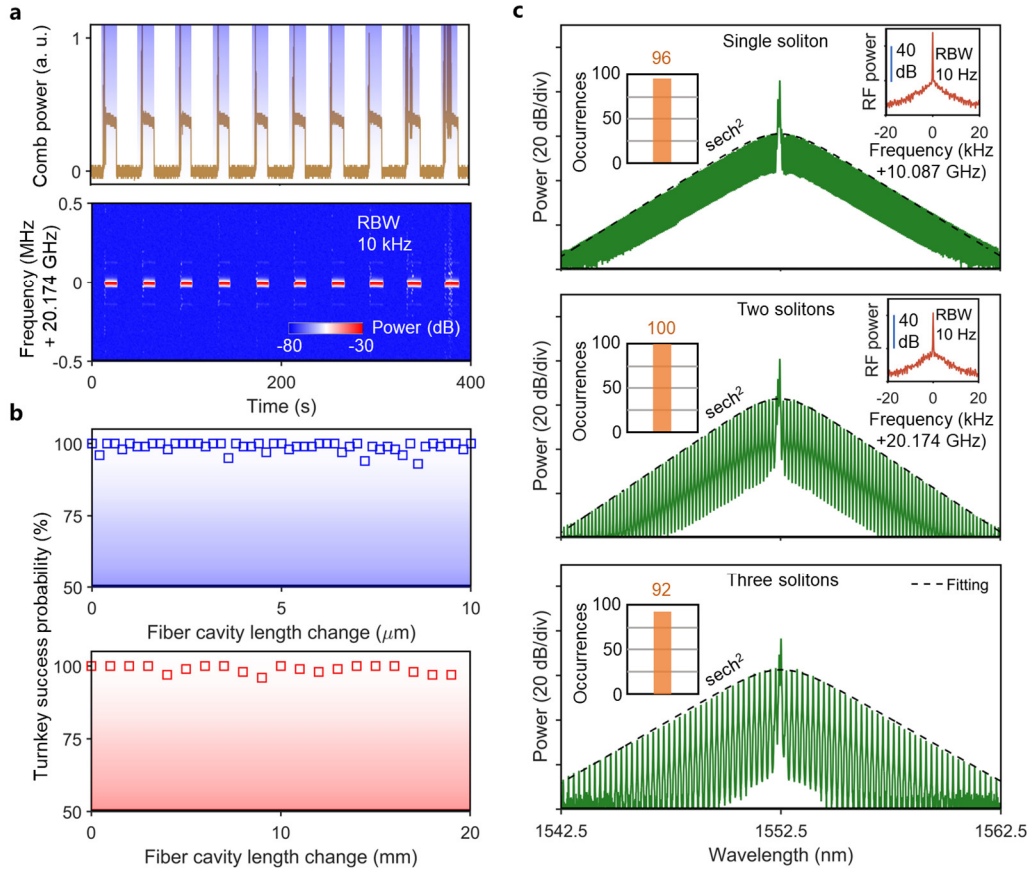 a
Comb power (a. u.)
1
0
Frequency (MHz
+ 20.174 GHz)
0.5
0
-0.5
RBW
10 kHz
Power (dB)
-80
-30
0
200
400
Time (s)
b
Turnkey success probability (%)
100
75
50
0
5
10
Fiber cavity length change (μm)
100
75
50
0
10
20
Fiber cavity length change (mm)
c
Power (20 dB/div)
Single soliton
96
Occurrences
100
50
0
sech²
RF power
40
dB
RBW
10 Hz
-20
0
20
Frequency (kHz
+10.087 GHz)
Power (20 dB/div)
Two solitons
100
Occurrences
100
50
0
sech²
RF power
40
dB
RBW
10 Hz
-20
0
20
Frequency (kHz
+20.174 GHz)
Power (20 dB/div)
Three solitons
Fitting
92
Occurrences
100
50
0
sech²
1542.5
1552.5
1562.5
Wavelength (nm)